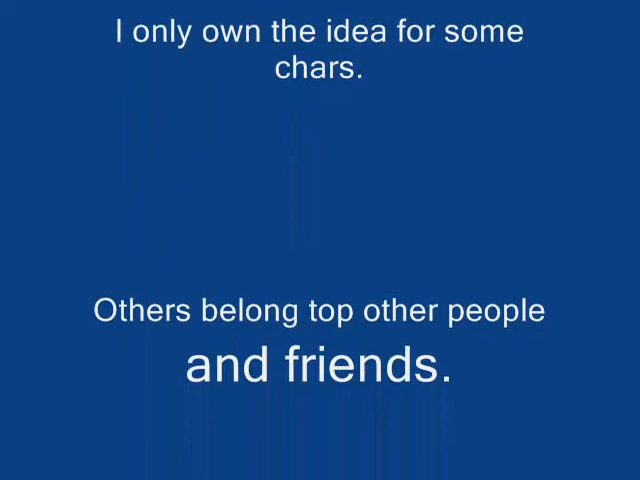 I only own the idea for some
chars.
Others belong top other people
and friends.